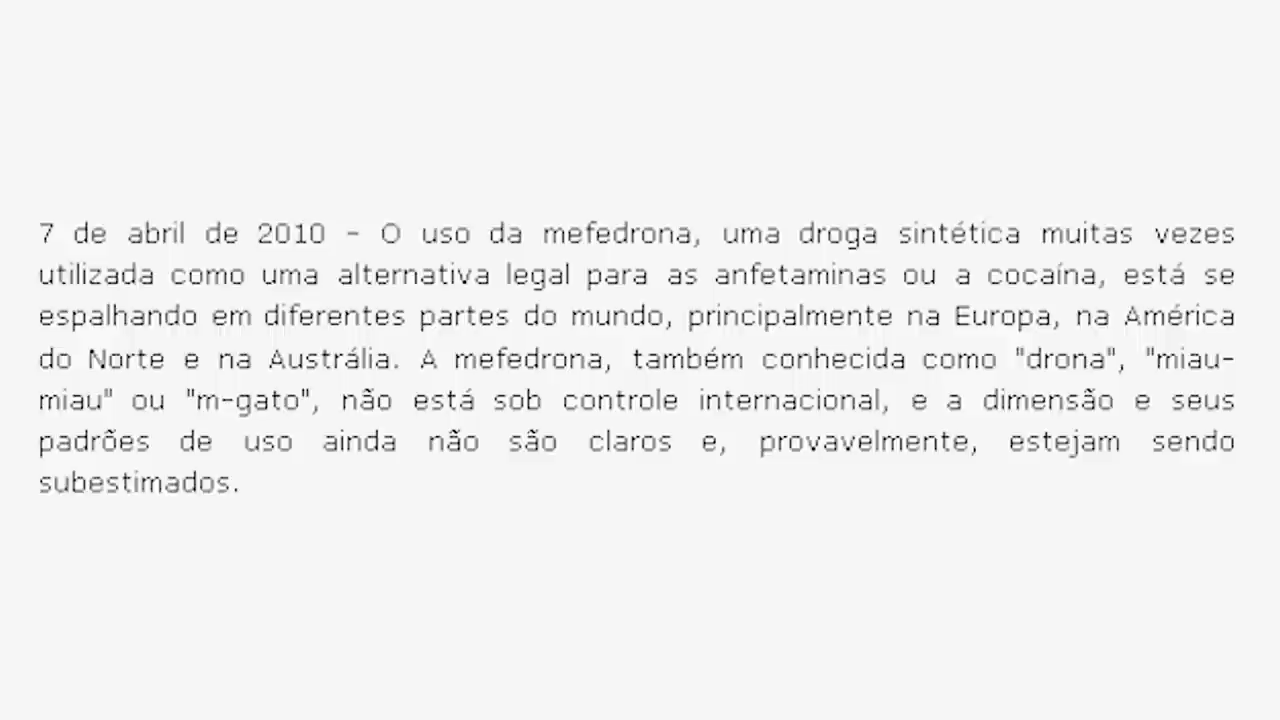 7 de abril de 2010 - O uso da mefedrona, uma droga sintética muitas vezes
utilizada como uma alternativa legal para as anfetaminas ou a cocaína, está se
espalhando em diferentes partes do mundo, principalmente na Europa, na América
do Norte e na Austrália. A mefedrona, também conhecida como "drona", "miau-
miau" ou "m-gato", não está sob controle internacional, e a dimensão e seus
padrões de uso ainda não são claros e, provavelmente, estejam sendo
subestimados.